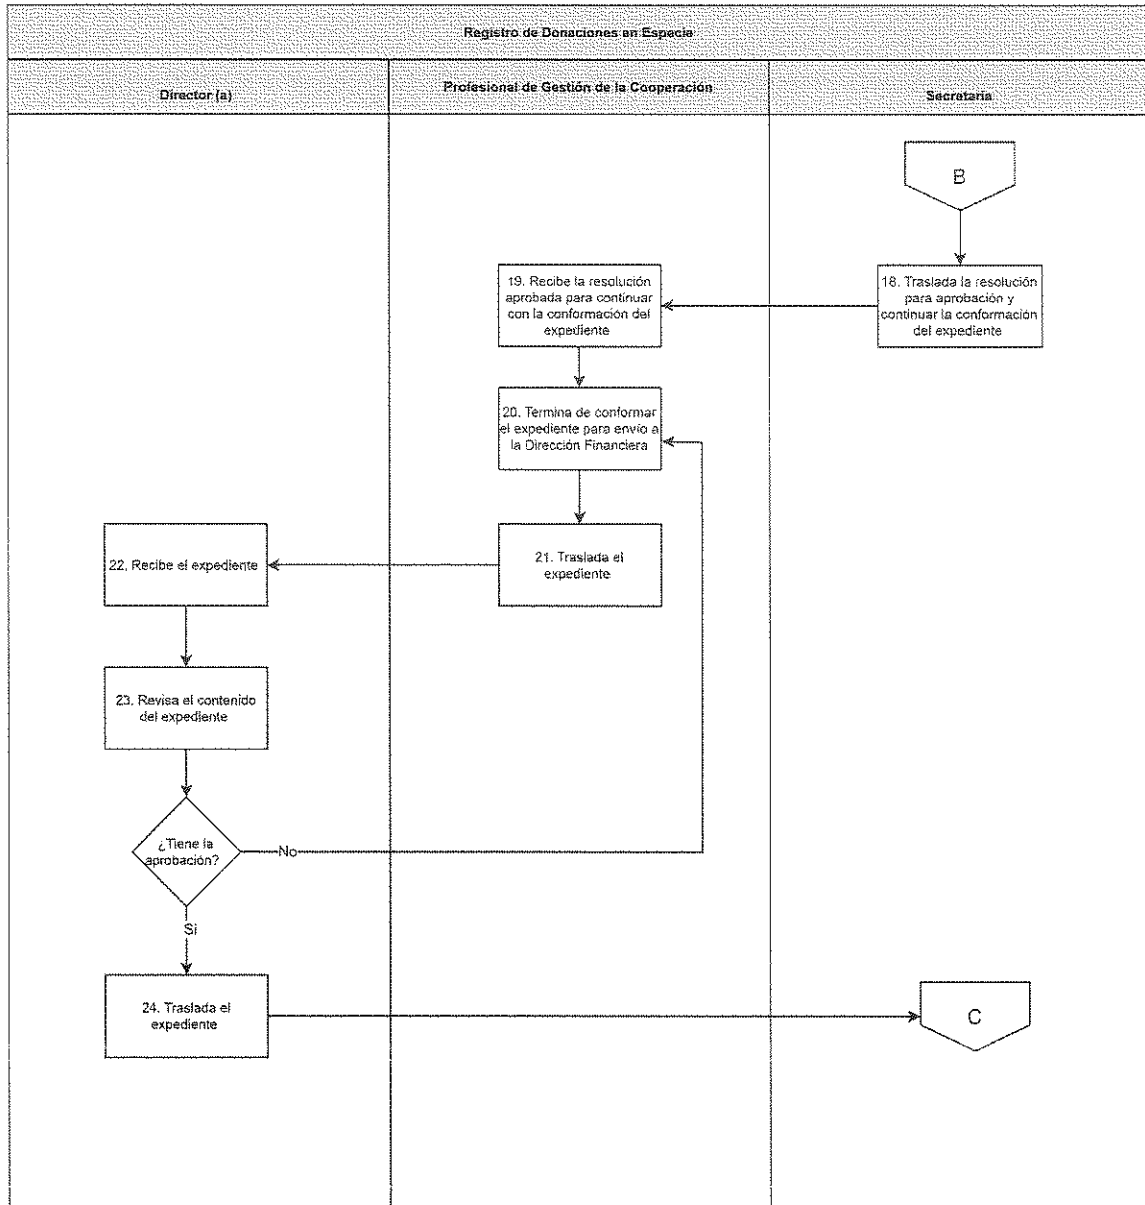 Registro de Donaciones en Especie
Director (a)
Profesional de Gestión de la Cooperación
Secretaria
B
18. Traslada la resolución
para aprobación y
continuar la conformación
del expediente
19. Recibe la resolución
aprobada para continuar
con la conformación del
expediente
20. Termina de conformar
el expediente para envío a
la Dirección Financiera
21. Traslada el
expediente
22. Recibe el expediente
23. Revisa el contenido
del expediente
¿Tiene la
aprobación?
No
Si
24. Traslada el
expediente
C